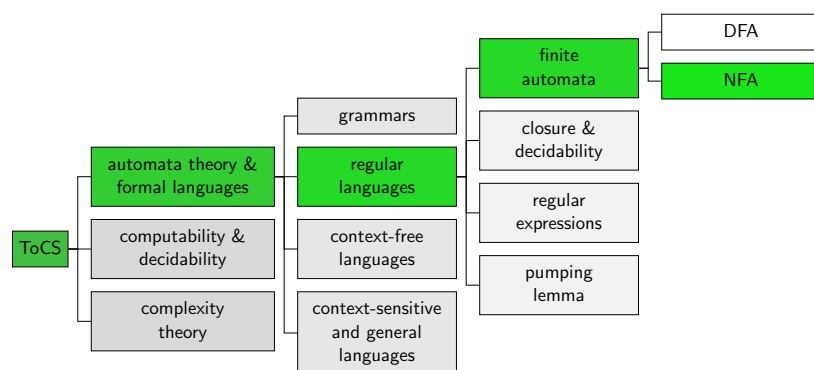 ToCS
automata theory &
formal languages
computability &
decidability
complexity
theory
grammars
regular
languages
context-free
languages
context-sensitive
and general
languages
finite
automata
closure &
decidability
regular
expressions
pumping
lemma
DFA
NFA